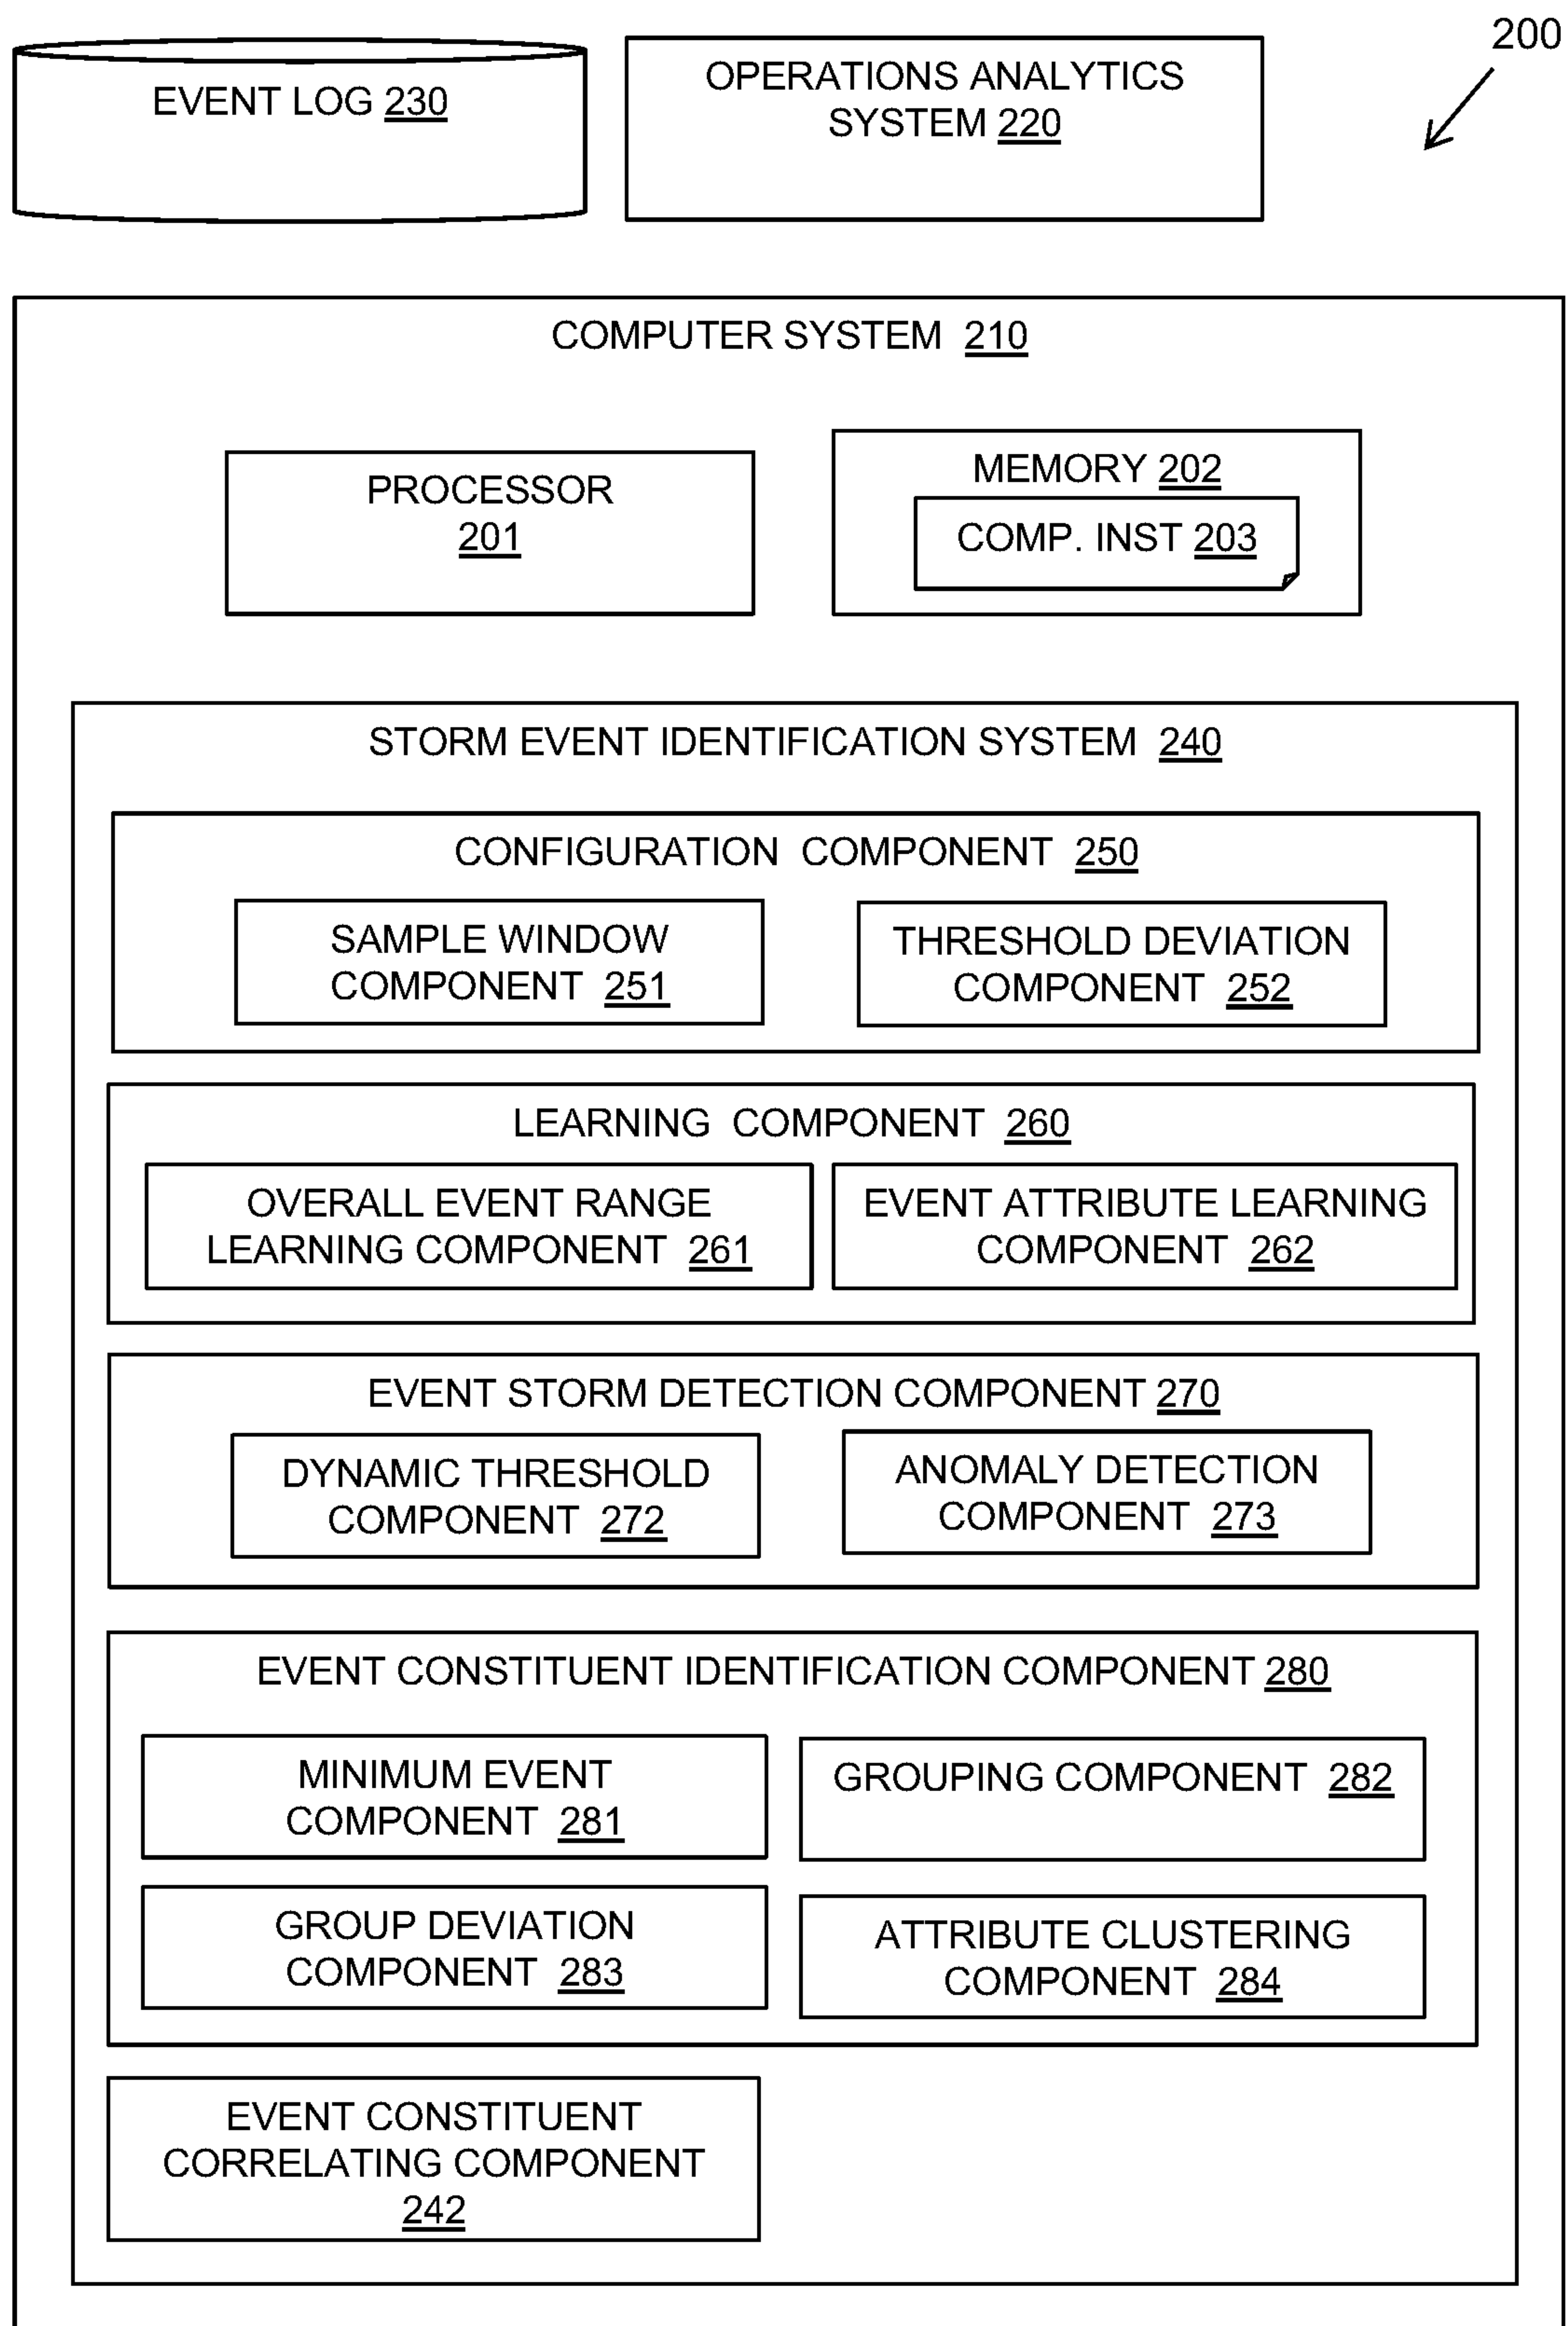 200
EVENT LOG 230
OPERATIONS ANALYTICS
SYSTEM 220
COMPUTER SYSTEM 210
PROCESSOR
201
MEMORY 202
COMP. INST 203
STORM EVENT IDENTIFICATION SYSTEM 240
CONFIGURATION COMPONENT 250
SAMPLE WINDOW
COMPONENT 251
THRESHOLD DEVIATION
COMPONENT 252
LEARNING COMPONENT 260
OVERALL EVENT RANGE
LEARNING COMPONENT 261
EVENT ATTRIBUTE LEARNING
COMPONENT 262
EVENT STORM DETECTION COMPONENT 270
DYNAMIC THRESHOLD
COMPONENT 272
ANOMALY DETECTION
COMPONENT 273
EVENT CONSTITUENT IDENTIFICATION COMPONENT 280
MINIMUM EVENT
COMPONENT 281
GROUPING COMPONENT 282
GROUP DEVIATION
COMPONENT 283
ATTRIBUTE CLUSTERING
COMPONENT 284
EVENT CONSTITUENT
CORRELATING COMPONENT
242